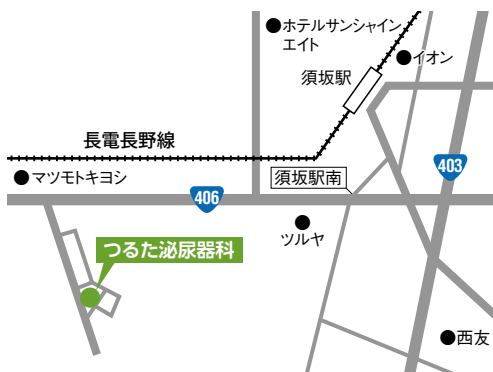 ホテルサンシャイン
エイト
イオン
須坂駅
長電長野線
403
マツモトキヨシ
須坂駅南
406
ツルヤ
つるた泌尿器科
西友